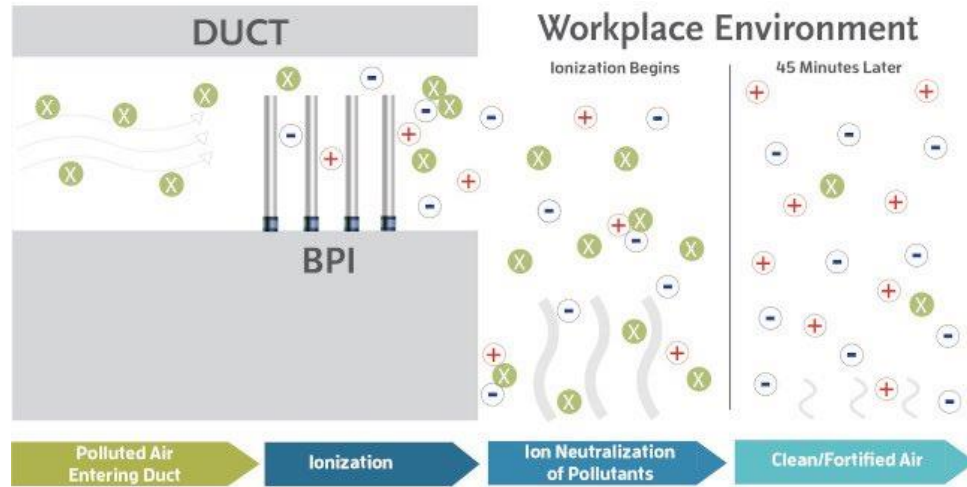 DUCT
Workplace Environment
Ionization Begins
45 Minutes Later
BPI
Polluted Air
Entering Duct
Ionization
Ion Neutralization
of Pollutants
Clean/Fortified Air